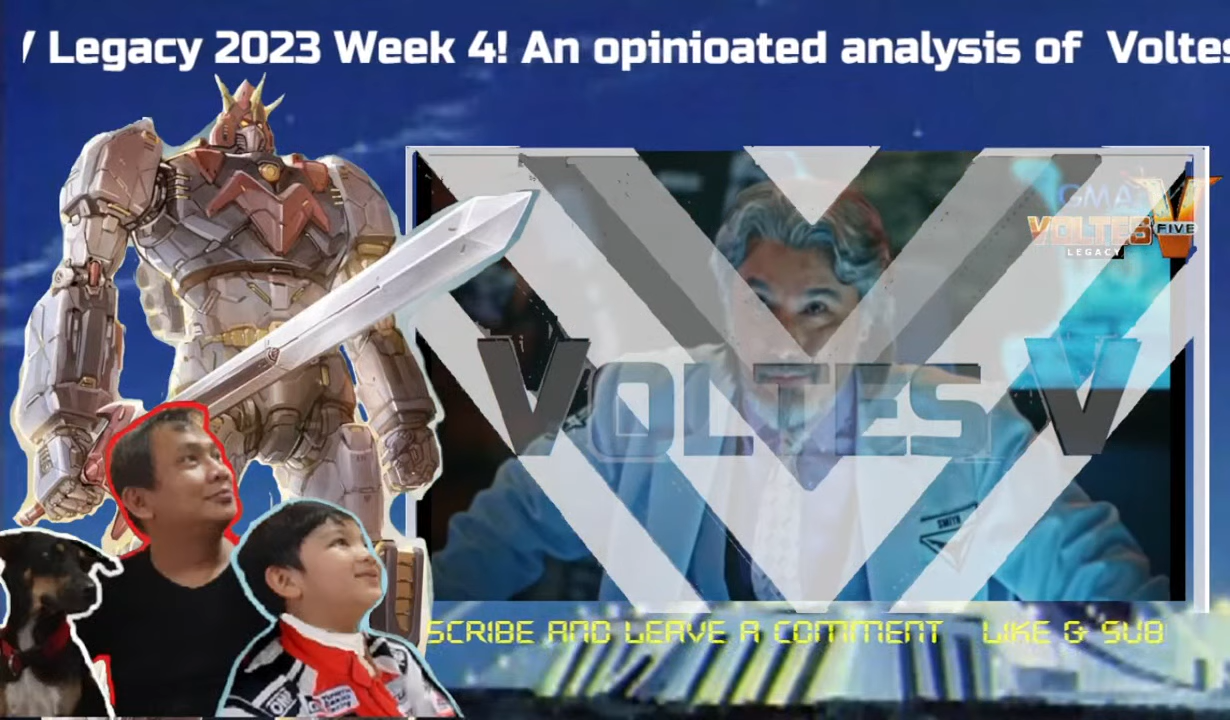 V Legacy 2023 Week 4! An opinioated analysis of Voltes
GMA
VOLTES FIVE
LEGACY
VOLTES V
SMITH
SCRIBE AND LEAVE A COMMENT LIKE & SUB